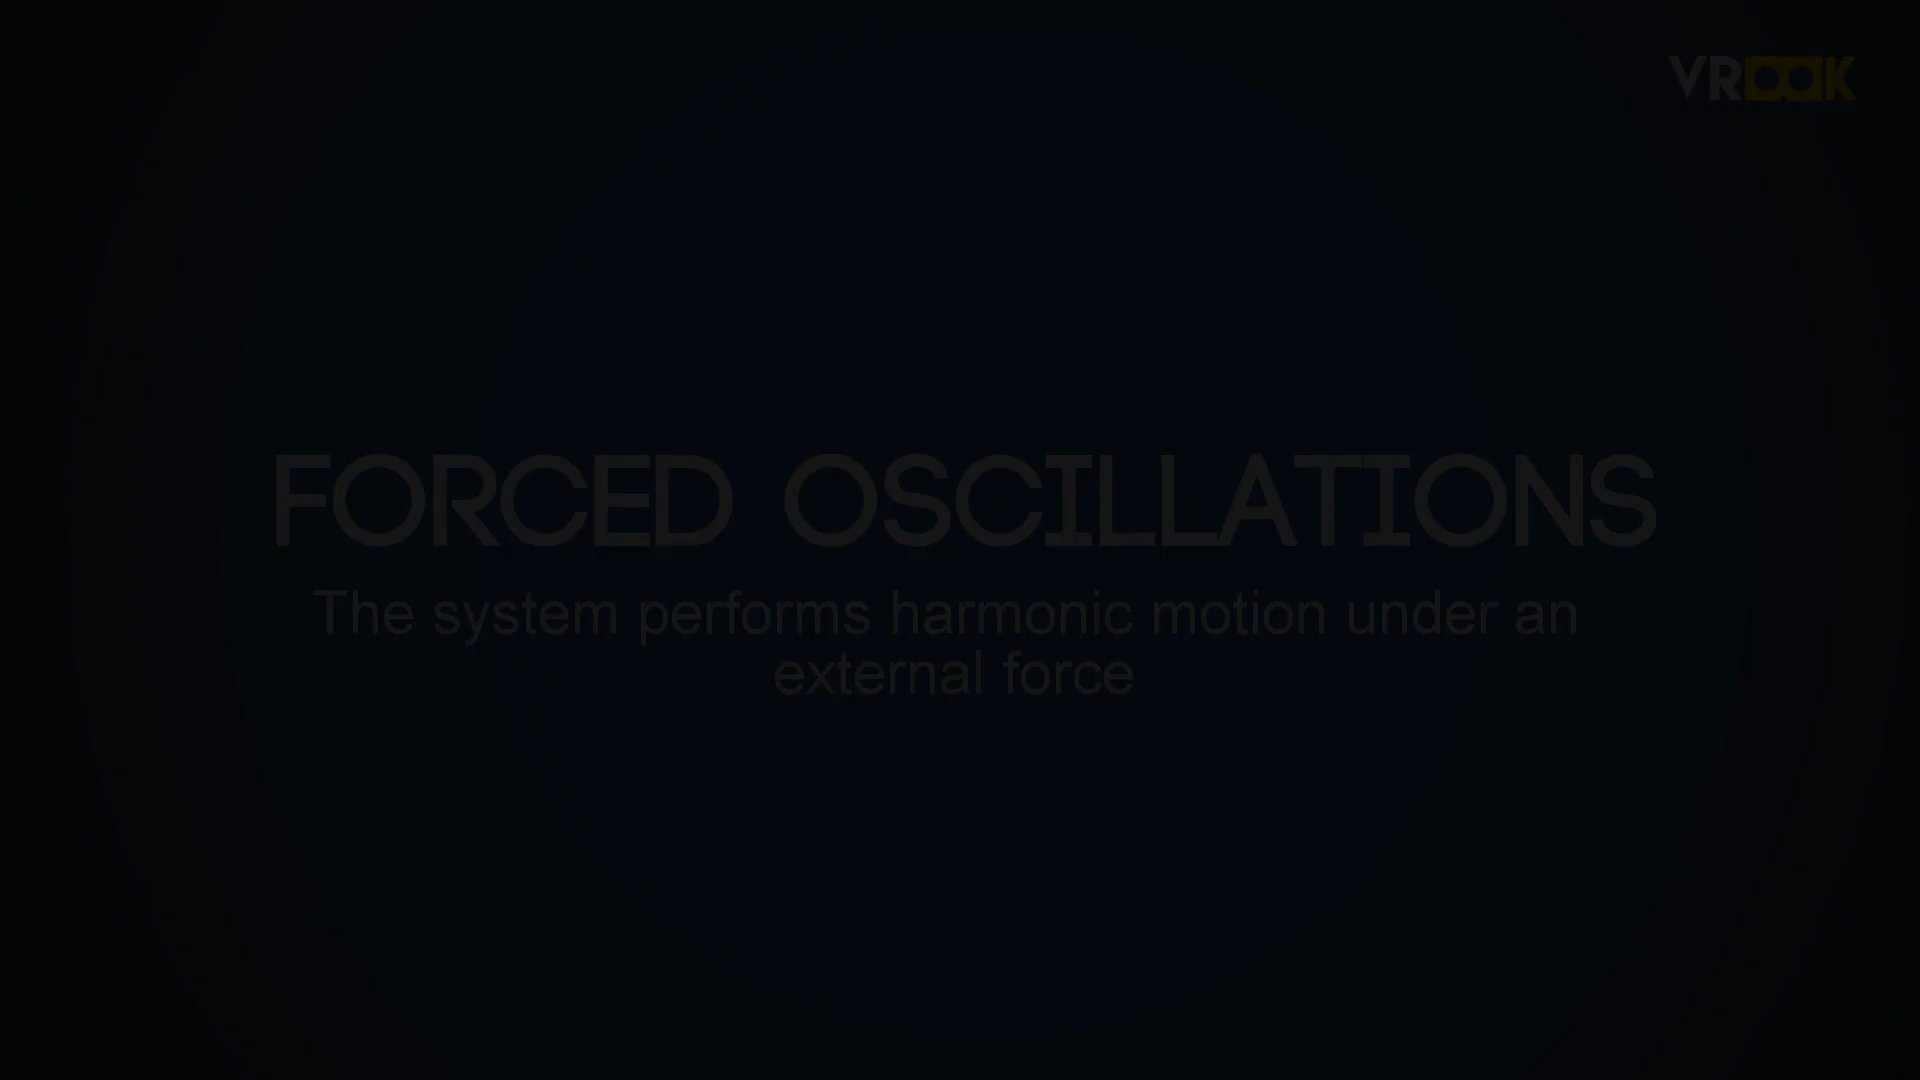 VROOK
FORCED OSCILLATIONS
The system performs harmonic motion under an
external force